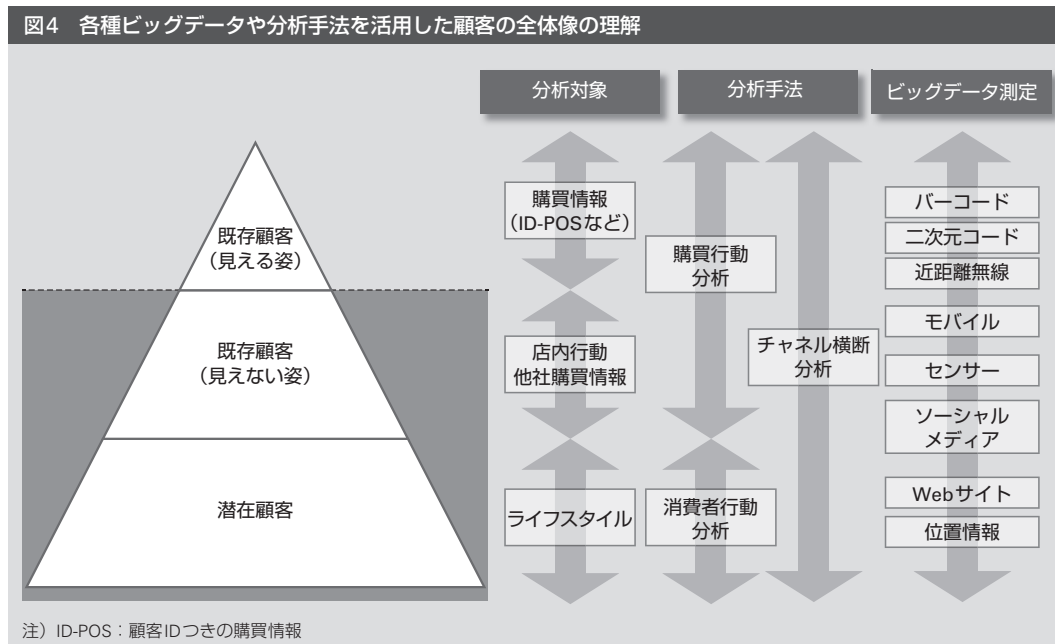 図4 各種ビッグデータや分析手法を活用した顧客の全体像の理解
分析対象
分析手法
ビッグデータ測定
既存顧客
（見える姿）
既存顧客
（見えない姿）
潜在顧客
購買情報
（ID-POSなど）
店内行動
他社購買情報
ライフスタイル
購買行動
分析
消費者行動
分析
チャネル横断
分析
バーコード
二次元コード
近距離無線
モバイル
センサー
ソーシャル
メディア
Webサイト
位置情報
注）ID-POS：顧客IDつきの購買情報